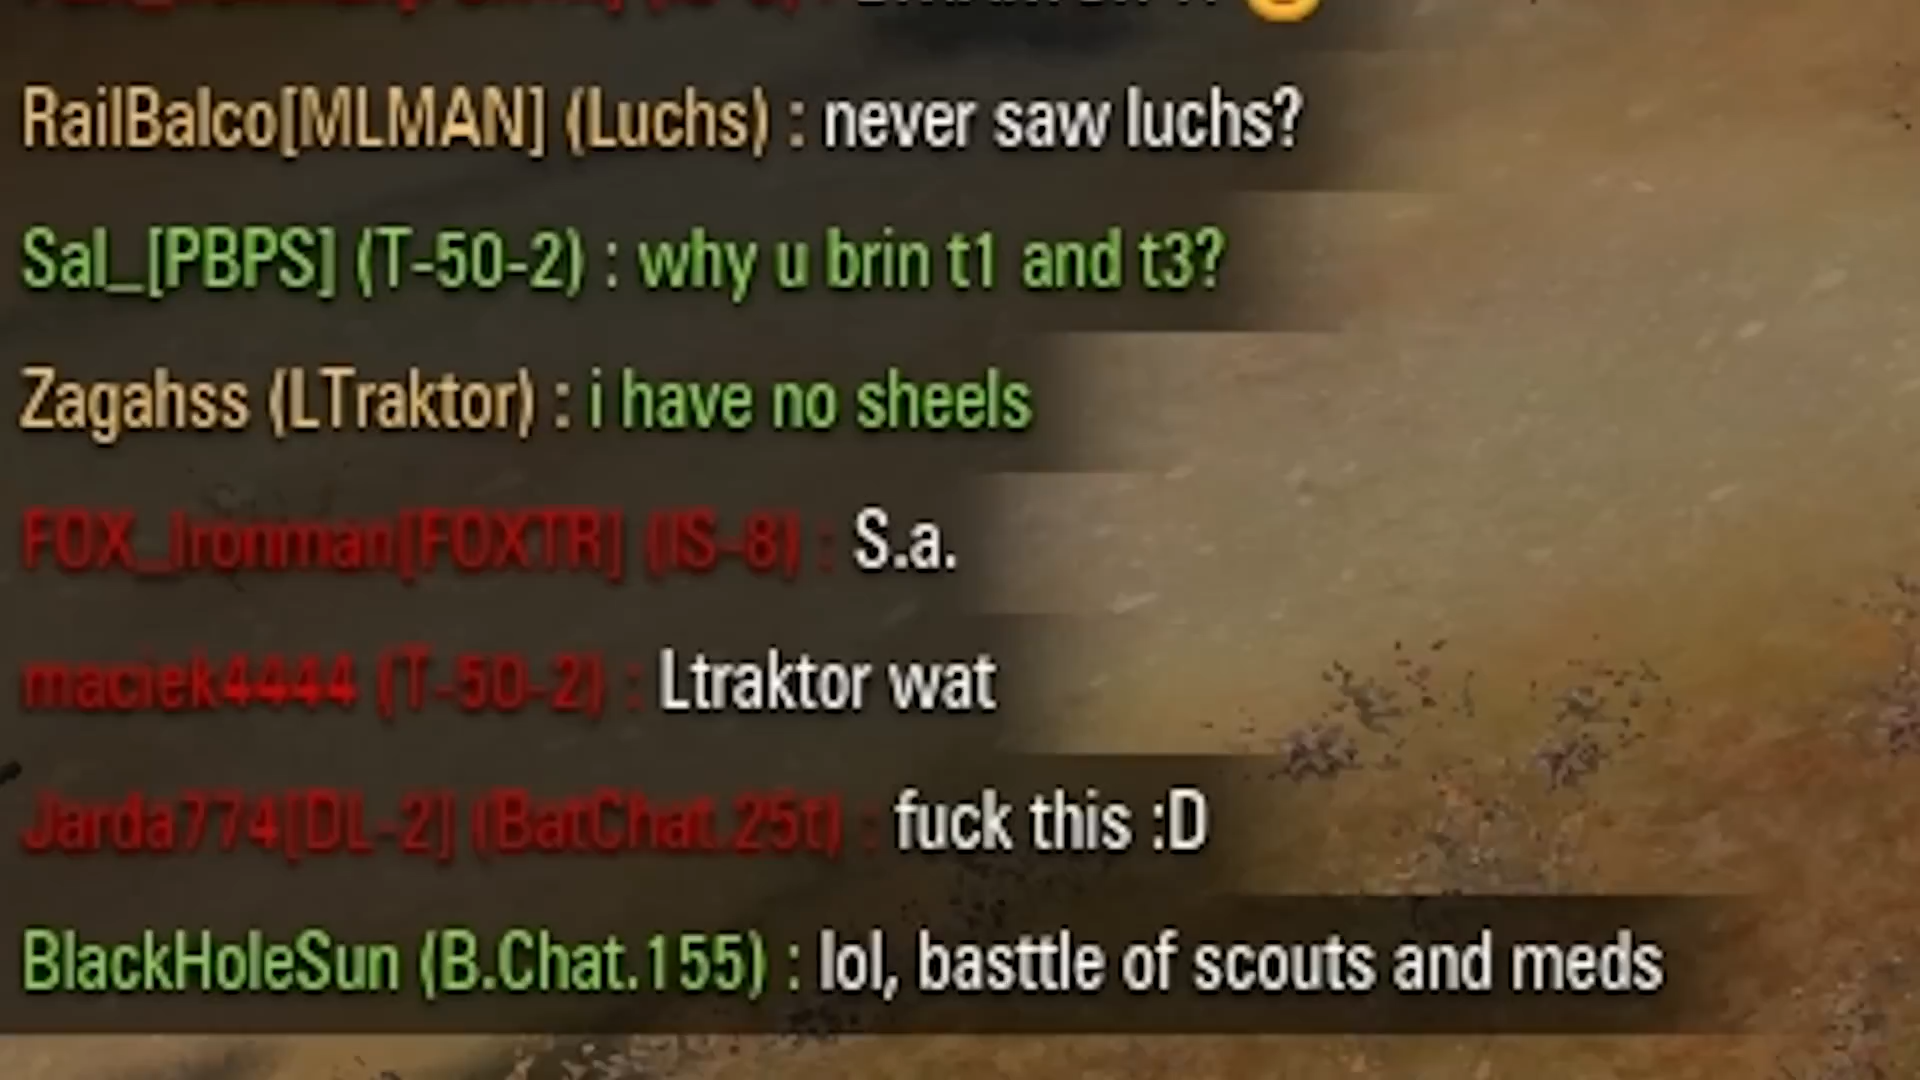 RailBalco[MLMAN] (Luchs) : never saw luchs?
Sal_[PBPS] (T-50-2) : why u brin t1 and t3?
Zagahss (LTraktor) : i have no sheels
FOX_Ironman[FOXTR] (IS-8) : S.a.
maciek4444 (T-50-2) : Ltraktor wat
Jarda774[DL-2] (BatChat.25t) : fuck this :D
BlackHoleSun (B.Chat.155) : lol, basttle of scouts and meds